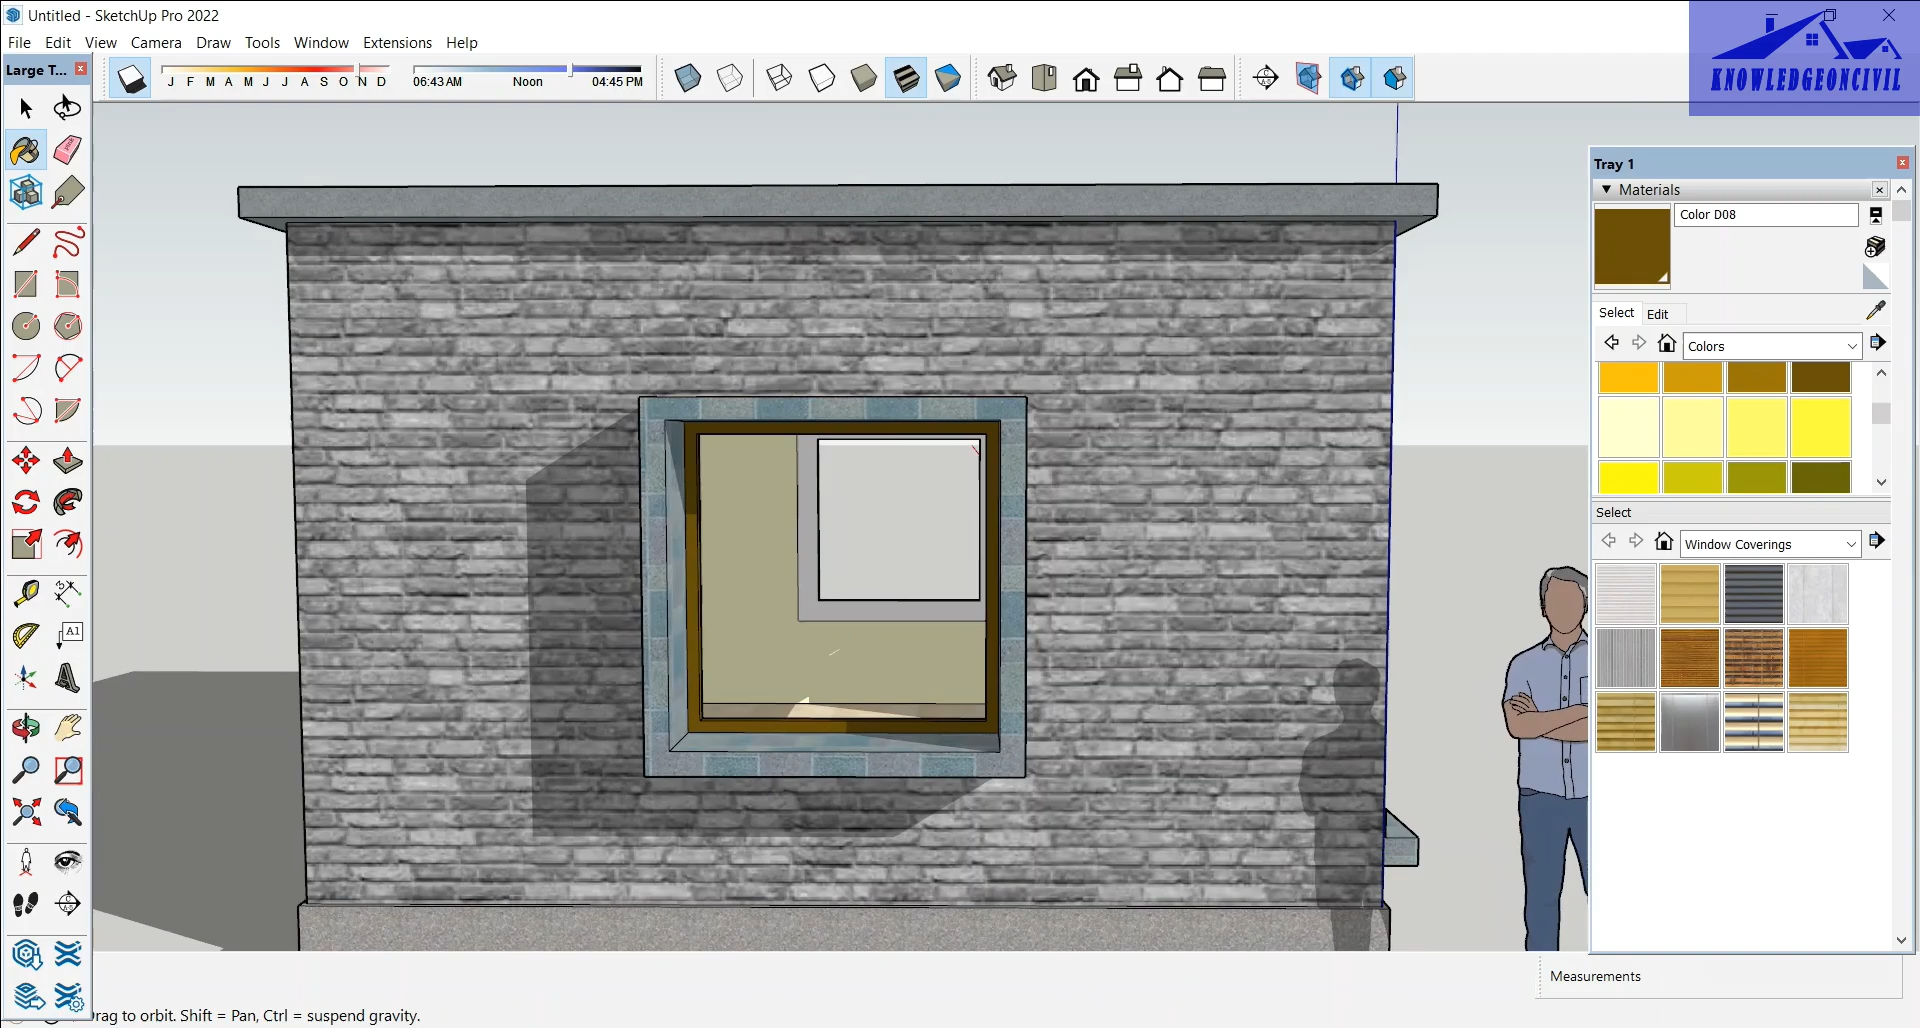 Untitled - SketchUp Pro 2022
File Edit View Camera Draw Tools Window Extensions Help
KNOWLEDGEONCIVIL
Large T...
J F M A M J J A S O N D
06:43 AM Noon 04:45 PM
Tray 1
Materials
Color D08
Select Edit
Colors
Select
Window Coverings
A1
Measurements
Drag to orbit. Shift = Pan, Ctrl = suspend gravity.